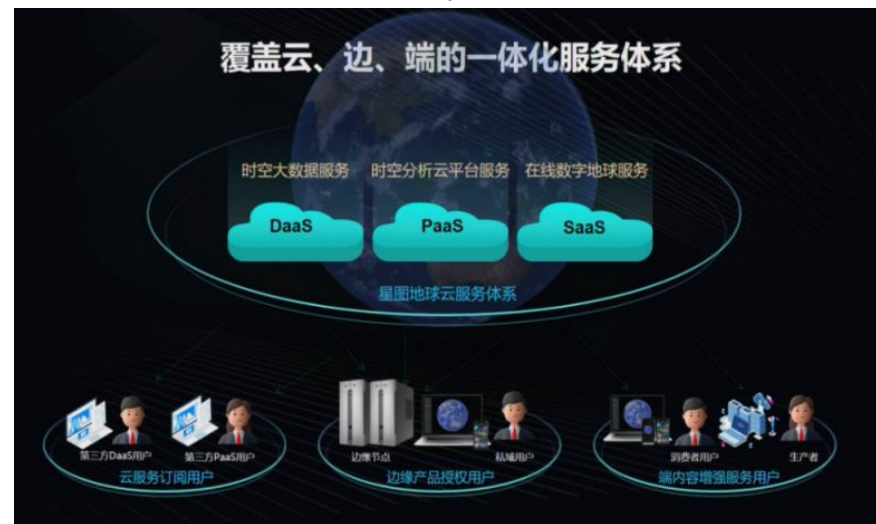 覆盖云、边、端的一体化服务体系
时空大数据服务 时空分析云平台服务 在线数字地球服务
DaaS PaaS SaaS
星图地球云服务体系
第三方DaaS用户 第三方PaaS用户 边缘节点 私域用户 消费者用户 生产者
云服务订阅用户 边缘产品授权用户 端内容增强服务用户